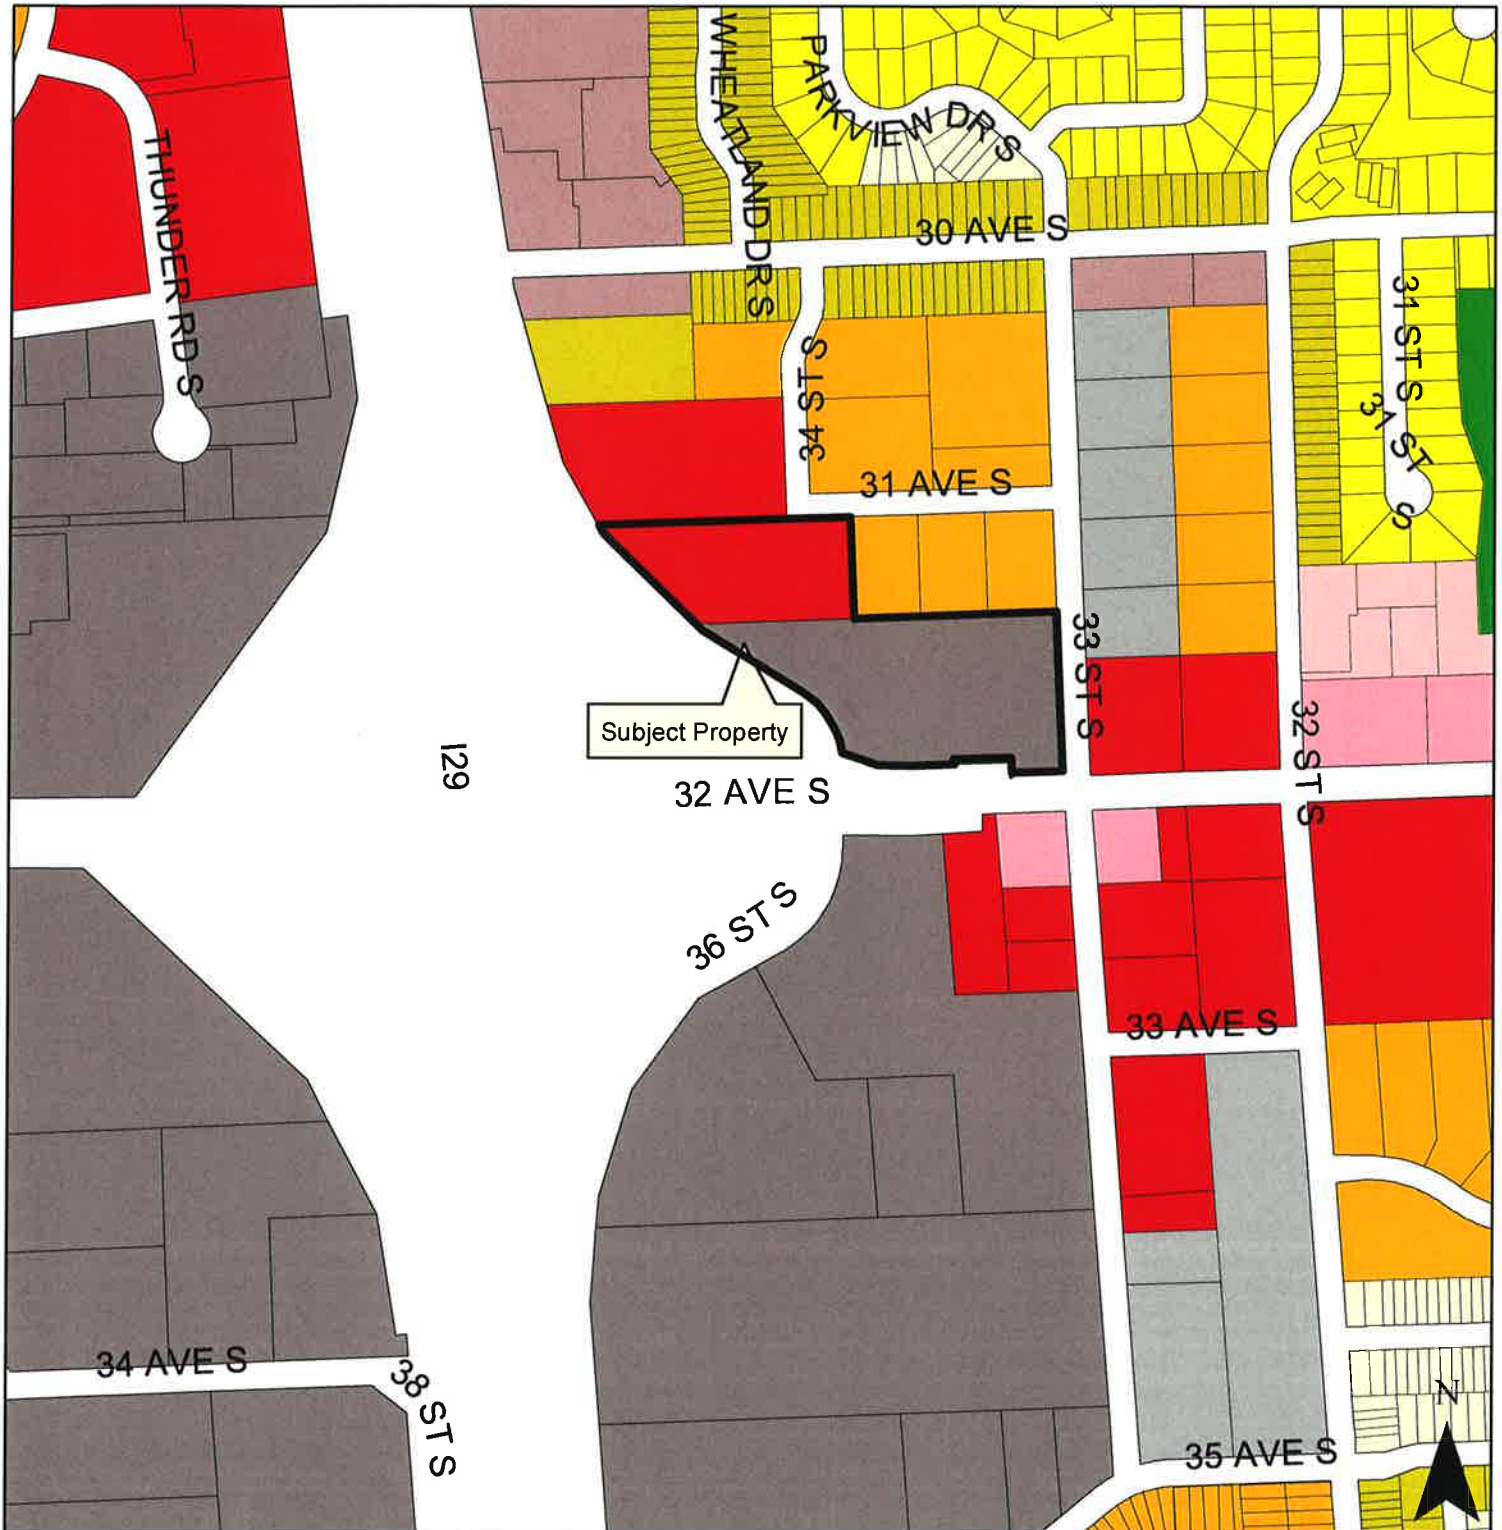 WHEATLAND DR S
PARKVIEW DR S
THUNDER RD S
30 AVE S
31 ST S
34 ST S
31 AVE S
31 ST S
33 ST S
Subject Property
32 ST S
I29
32 AVE S
36 ST S
33 AVE S
34 AVE S
38 ST S
N
35 AVE S